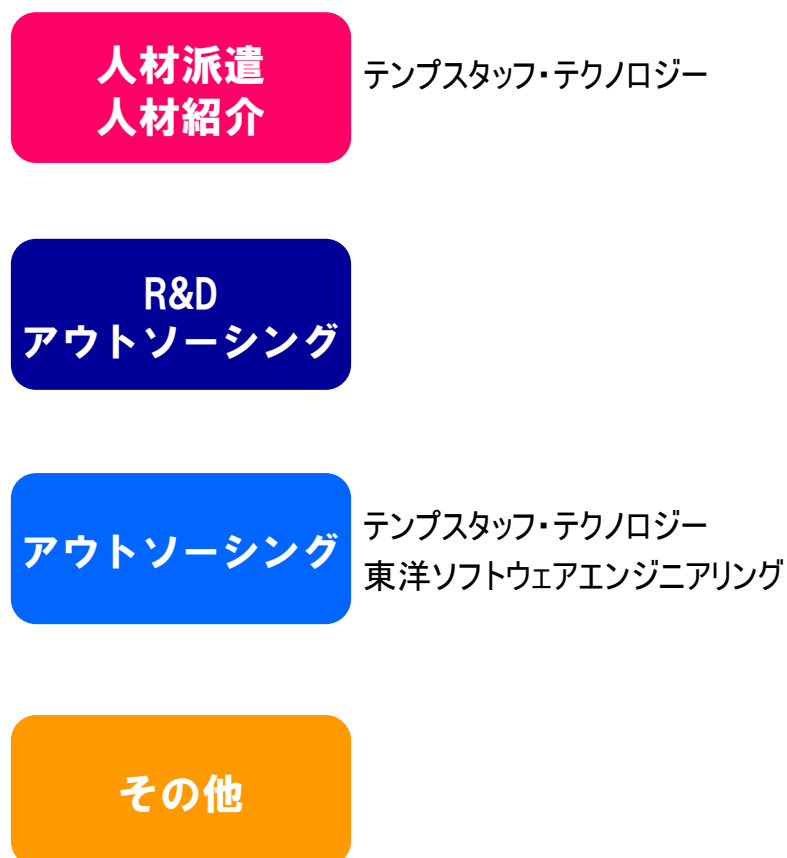 人材派遣
人材紹介
テンプスタッフ・テクノロジー
R&D
アウトソーシング
アウトソーシング
テンプスタッフ・テクノロジー
東洋ソフトウェアエンジニアリング
その他